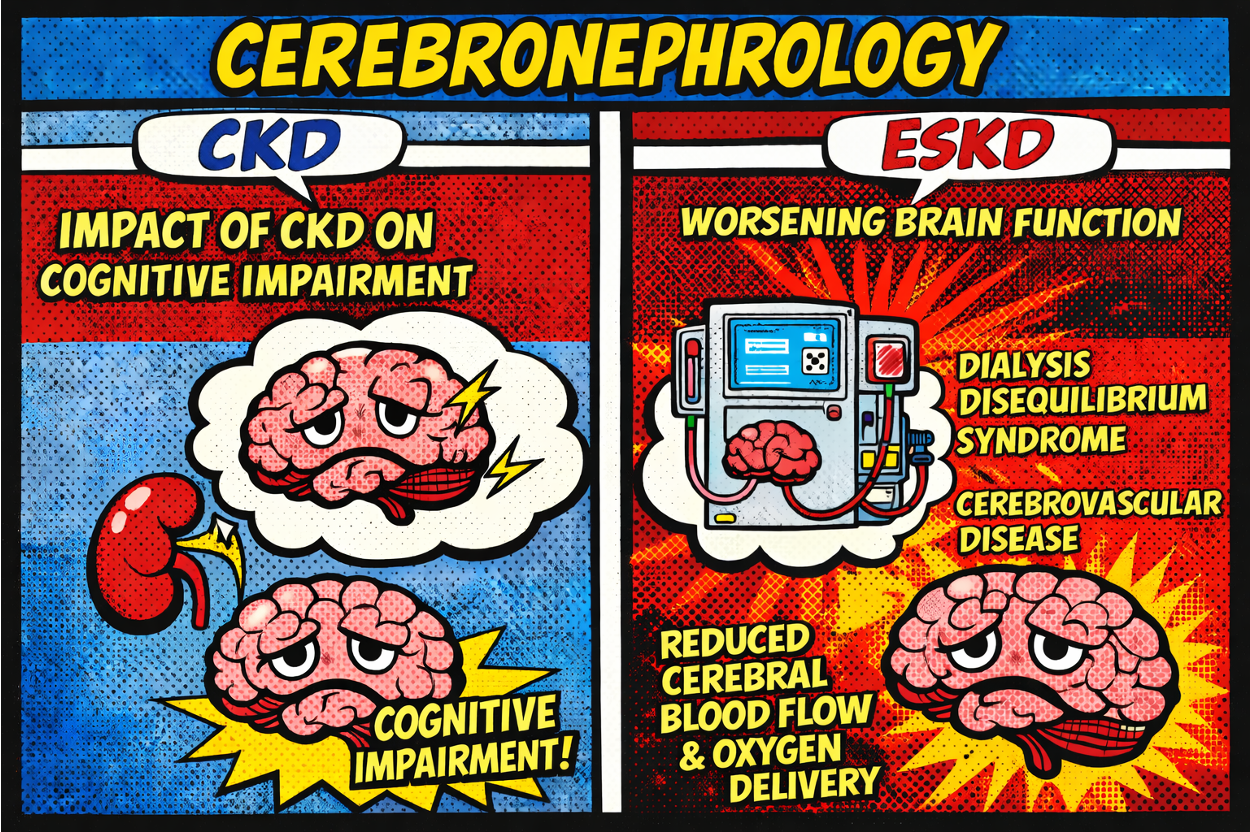 CEREBRONEPHROLOGY
CKD
IMPACT OF CKD ON
COGNITIVE IMPAIRMENT
COGNITIVE
IMPAIRMENT!
ESKD
WORSENING BRAIN FUNCTION
DIALYSIS
DISEQUILIBRIUM
SYNDROME
CEREBROVASCULAR
DISEASE
REDUCED
CEREBRAL
BLOOD FLOW
& OXYGEN
DELIVERY